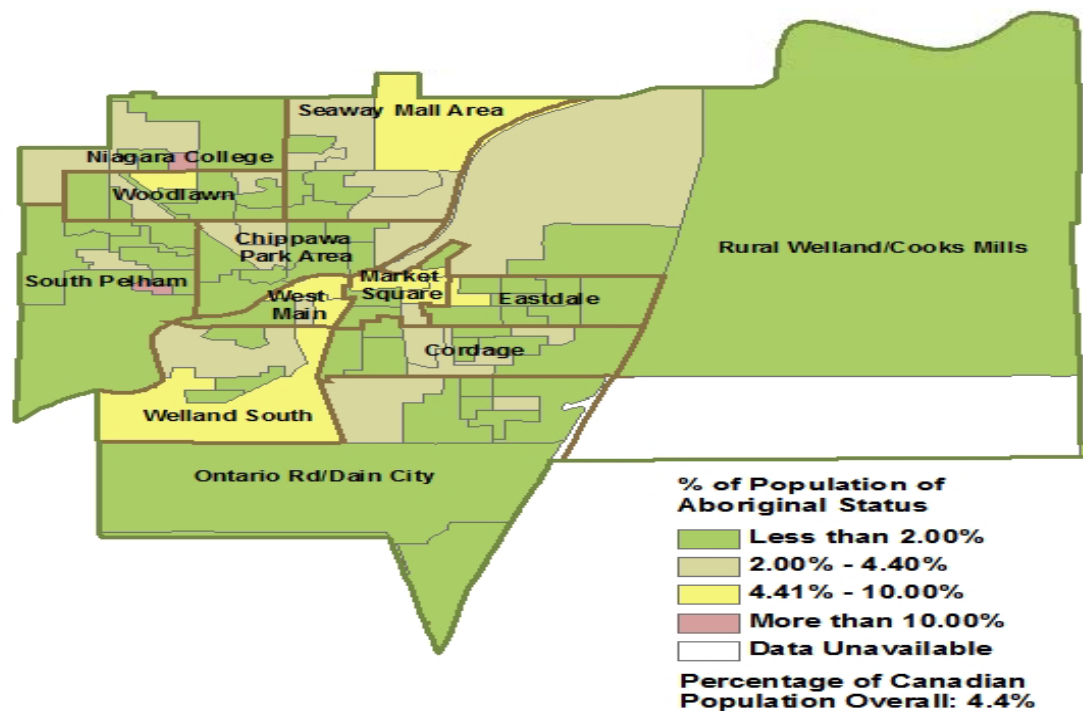 Seaway Mall Area
Niagara College
Woodlawn
Chippawa
Park Area
Rural Welland/Cooks Mills
South Pelham
Market
Square
West
Main
Eastdale
Cordage
Welland South
Ontario Rd/Dain City
% of Population of
Aboriginal Status
Less than 2.00%
2.00% - 4.40%
4.41% - 10.00%
More than 10.00%
Data Unavailable
Percentage of Canadian
Population Overall: 4.4%